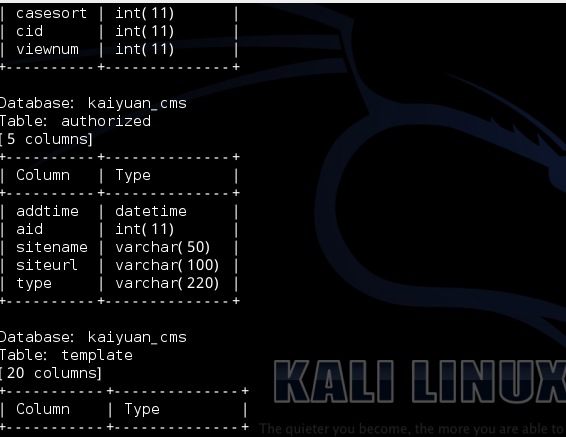 | casesort | int(11) |
| cid | int(11) |
| viewnum | int(11) |
+----------+--------------+
Database: kaiyuan_cms
Table: authorized
[5 columns]
+----------+--------------+
| Column | Type |
+----------+--------------+
| addtime | datetime |
| aid | int(11) |
| sitename | varchar(50) |
| siteurl | varchar(100) |
| type | varchar(220) |
+----------+--------------+
Database: kaiyuan_cms
Table: template
[20 columns]
+-----------+--------------+
| Column | Type |
+-----------+--------------+
KALI LINUX
The quieter you become, the more you are able to